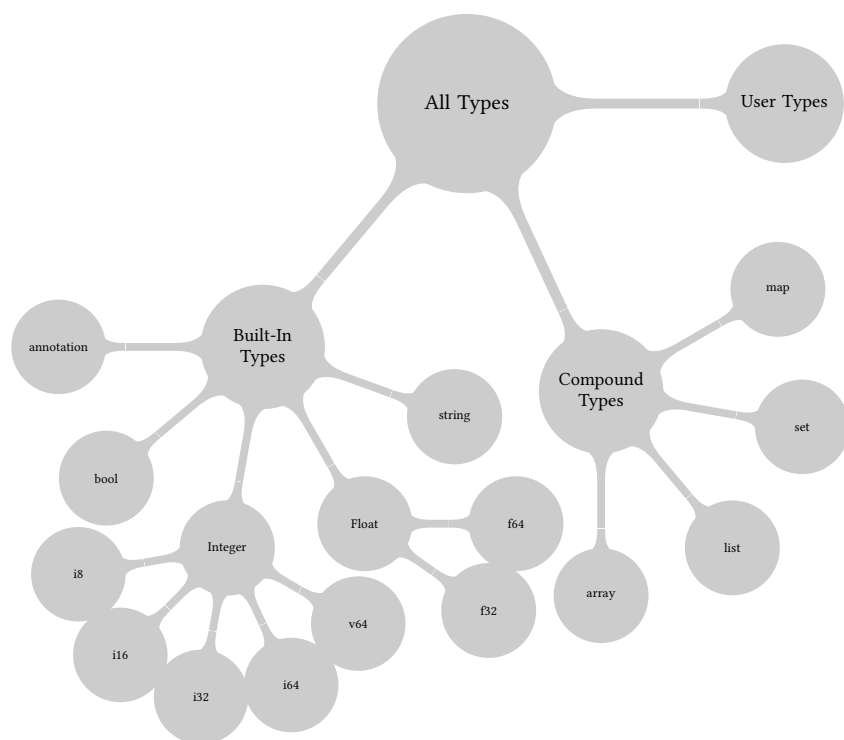 All Types
User Types
map
Built-In
Types
annotation
Compound
Types
string
set
bool
Float
f64
Integer
list
i8
array
f32
v64
i16
i64
i32